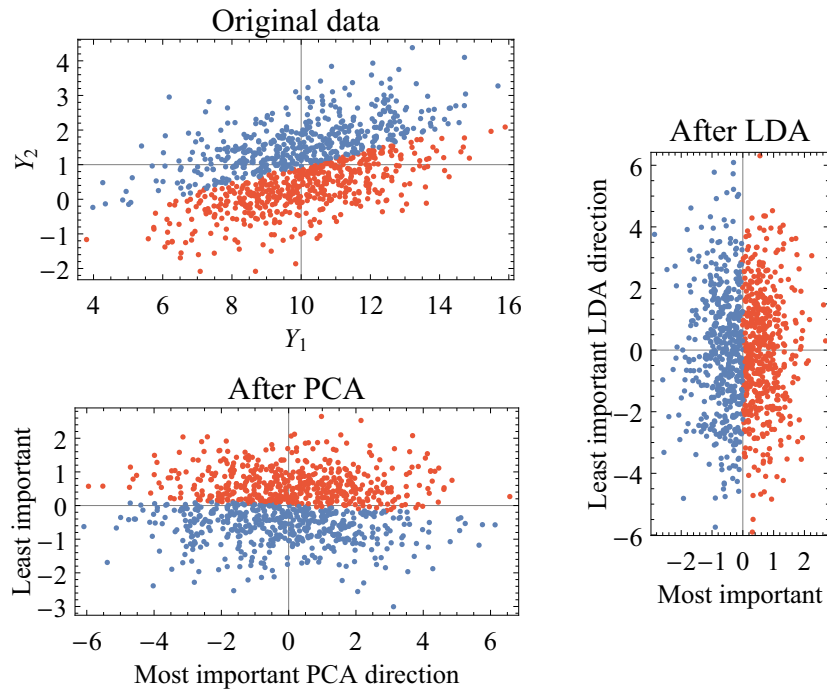 Original data
4
3
2
1
0
−1
−2
Y2
4 6 8 10 12 14 16
Y1
After PCA
2
1
0
−1
−2
−3
Least important
−6 −4 −2 0 2 4 6
Most important PCA direction
After LDA
6
4
2
0
−2
−4
−6
Least important LDA direction
−2 −1 0 1 2
Most important